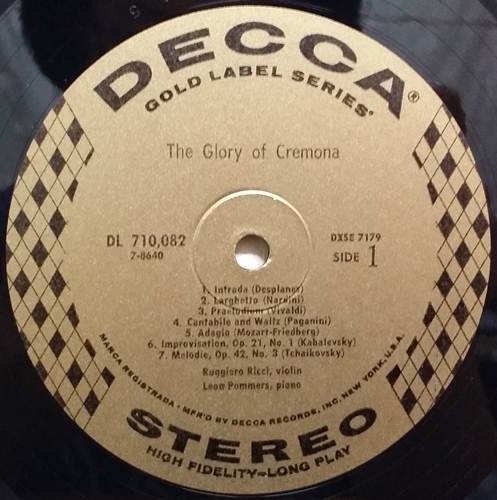 DECCA®
GOLD LABEL SERIES
The Glory of Cremona
DL 710,082
7-8640
DXSE 7179
SIDE 1
1. Intrada (Desplanes)
2. Larghetto (Nardini)
3. Praeludium (Vivaldi)
4. Cantabile and Waltz (Paganini)
5. Adagio (Mozart-Friedberg)
6. Improvisation, Op. 21, No. 1 (Kabalevsky)
7. Melodie, Op. 42, No. 3 (Tchaikovsky)
Ruggiero Ricci, violin
Leon Pommers, piano
MARCA REGISTRADA • MFR'D BY DECCA RECORDS, INC. NEW YORK, U.S.A.
STEREO
HIGH FIDELITY–LONG PLAY